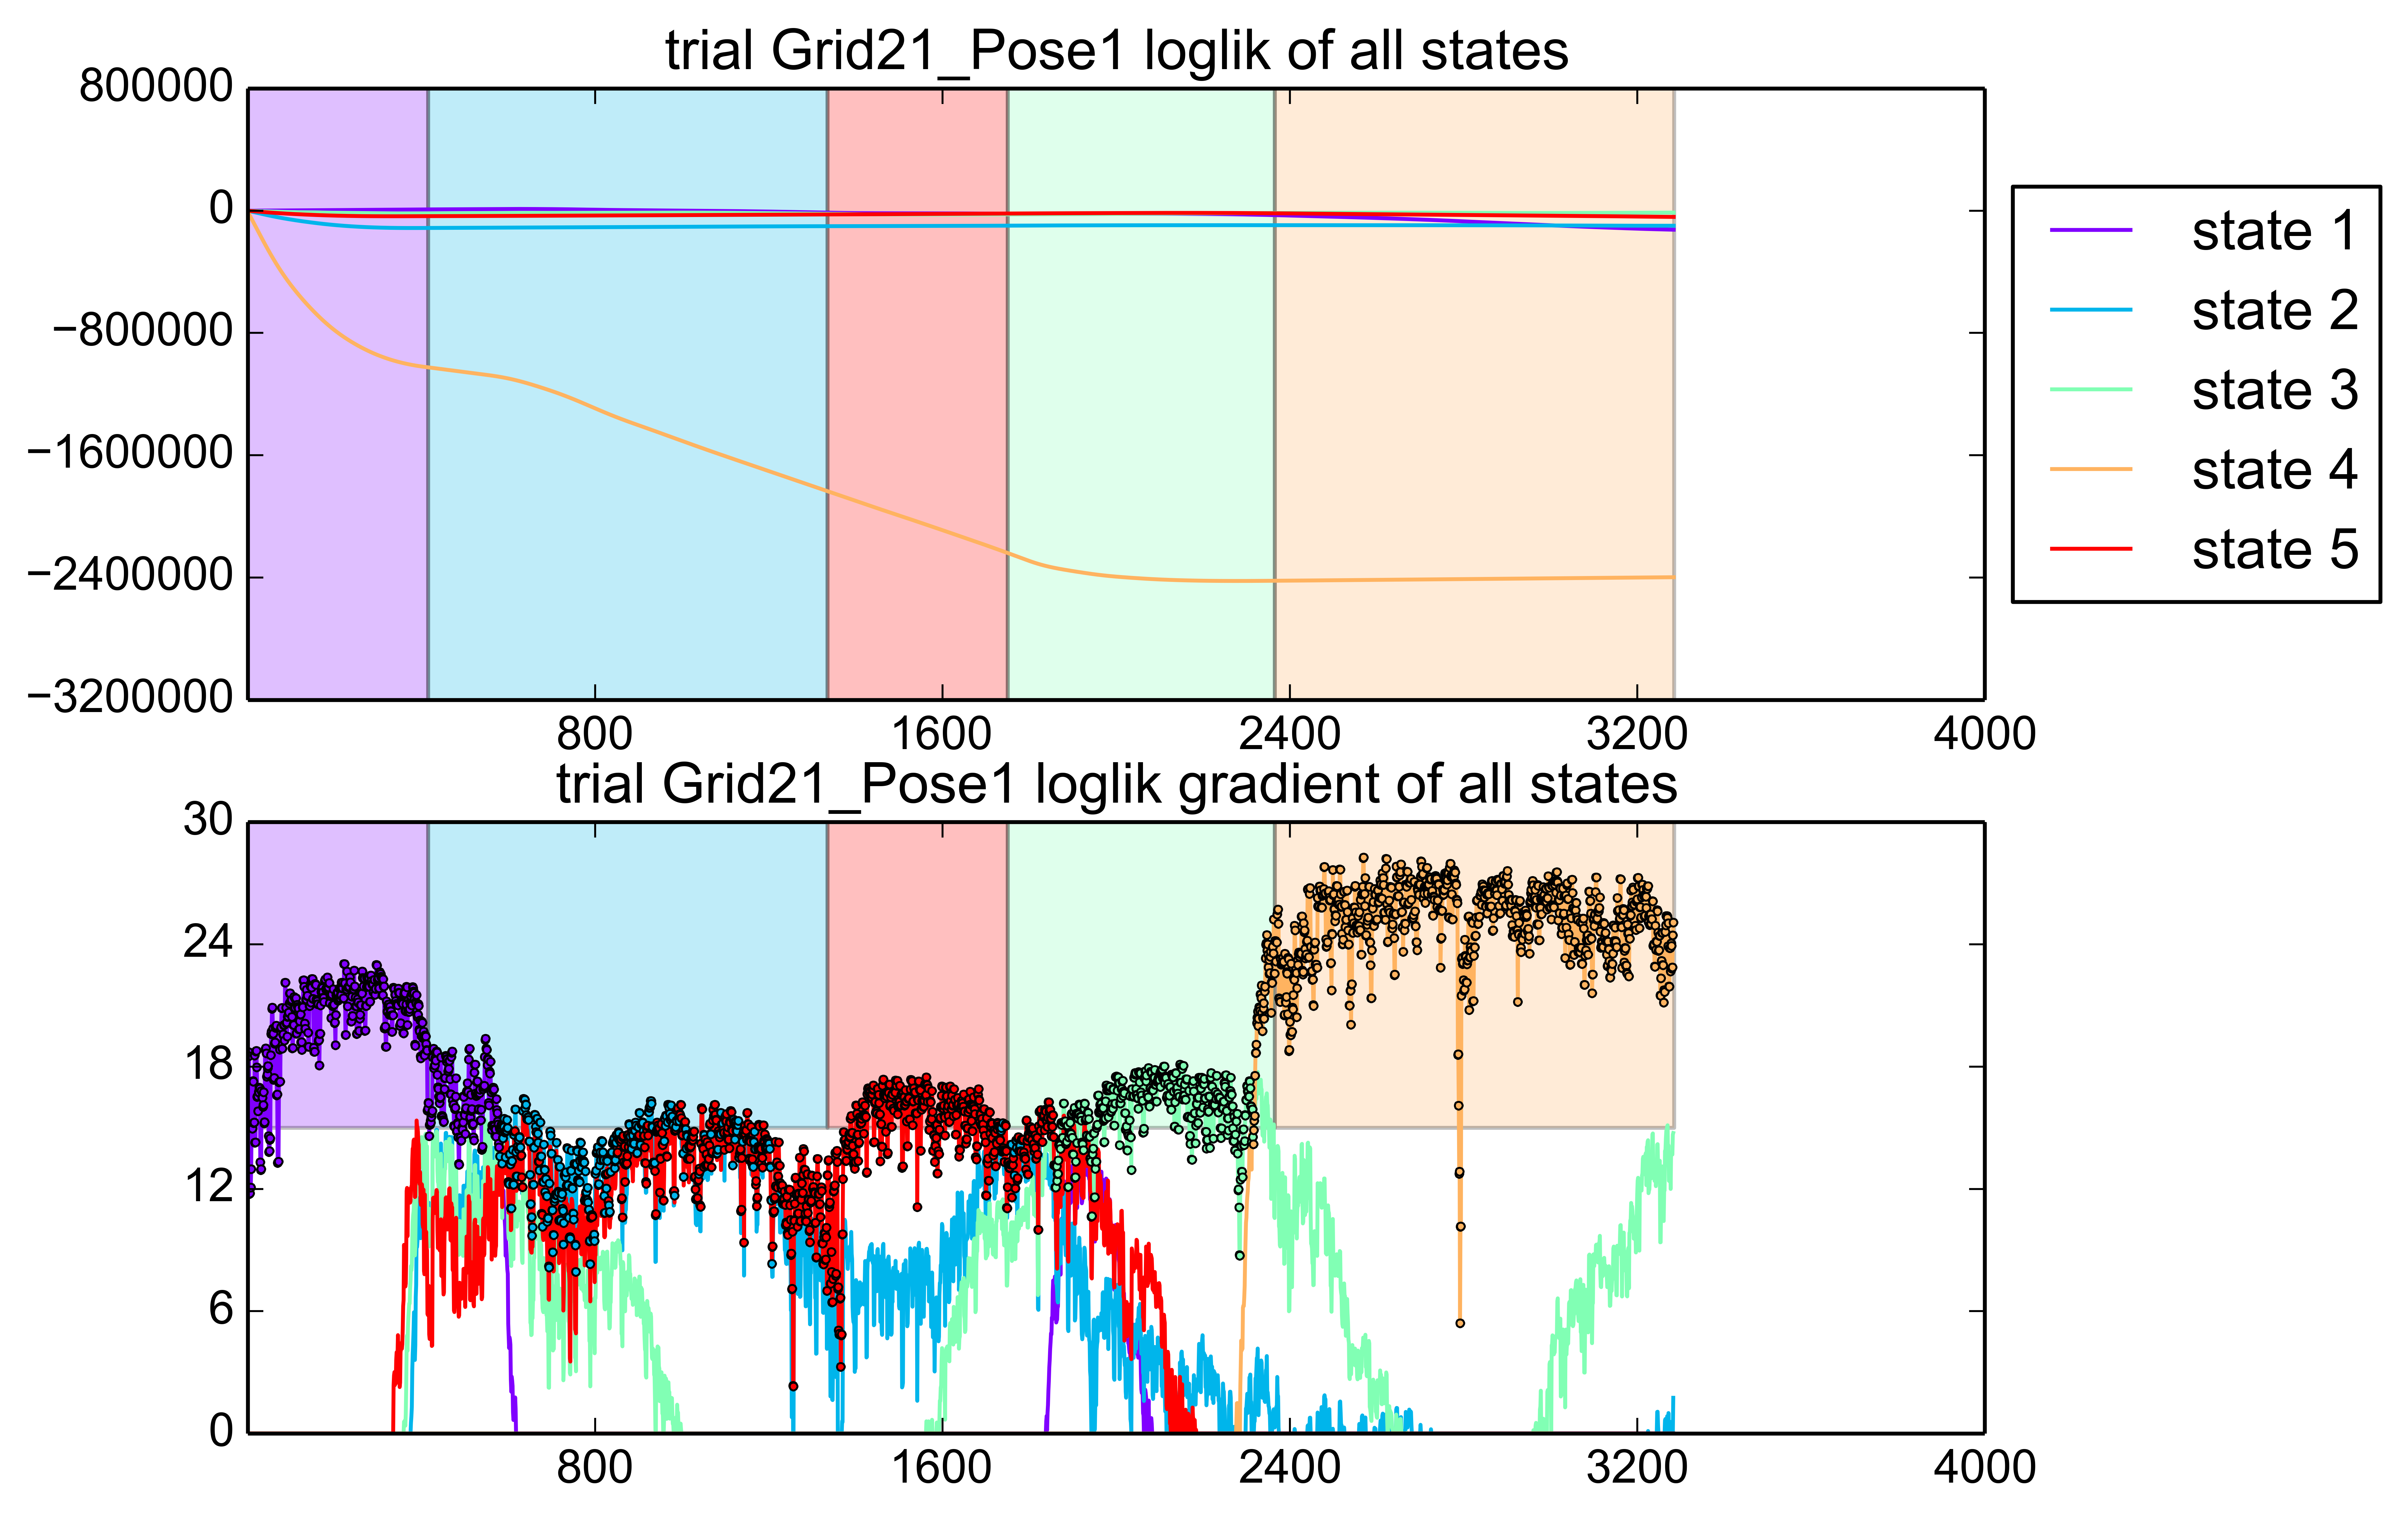 trial Grid21_Pose1 loglik of all states
800000
0
−800000
−1600000
−2400000
−3200000
800 1600 2400 3200 4000
state 1
state 2
state 3
state 4
state 5
trial Grid21_Pose1 loglik gradient of all states
30
24
18
12
6
0
800 1600 2400 3200 4000